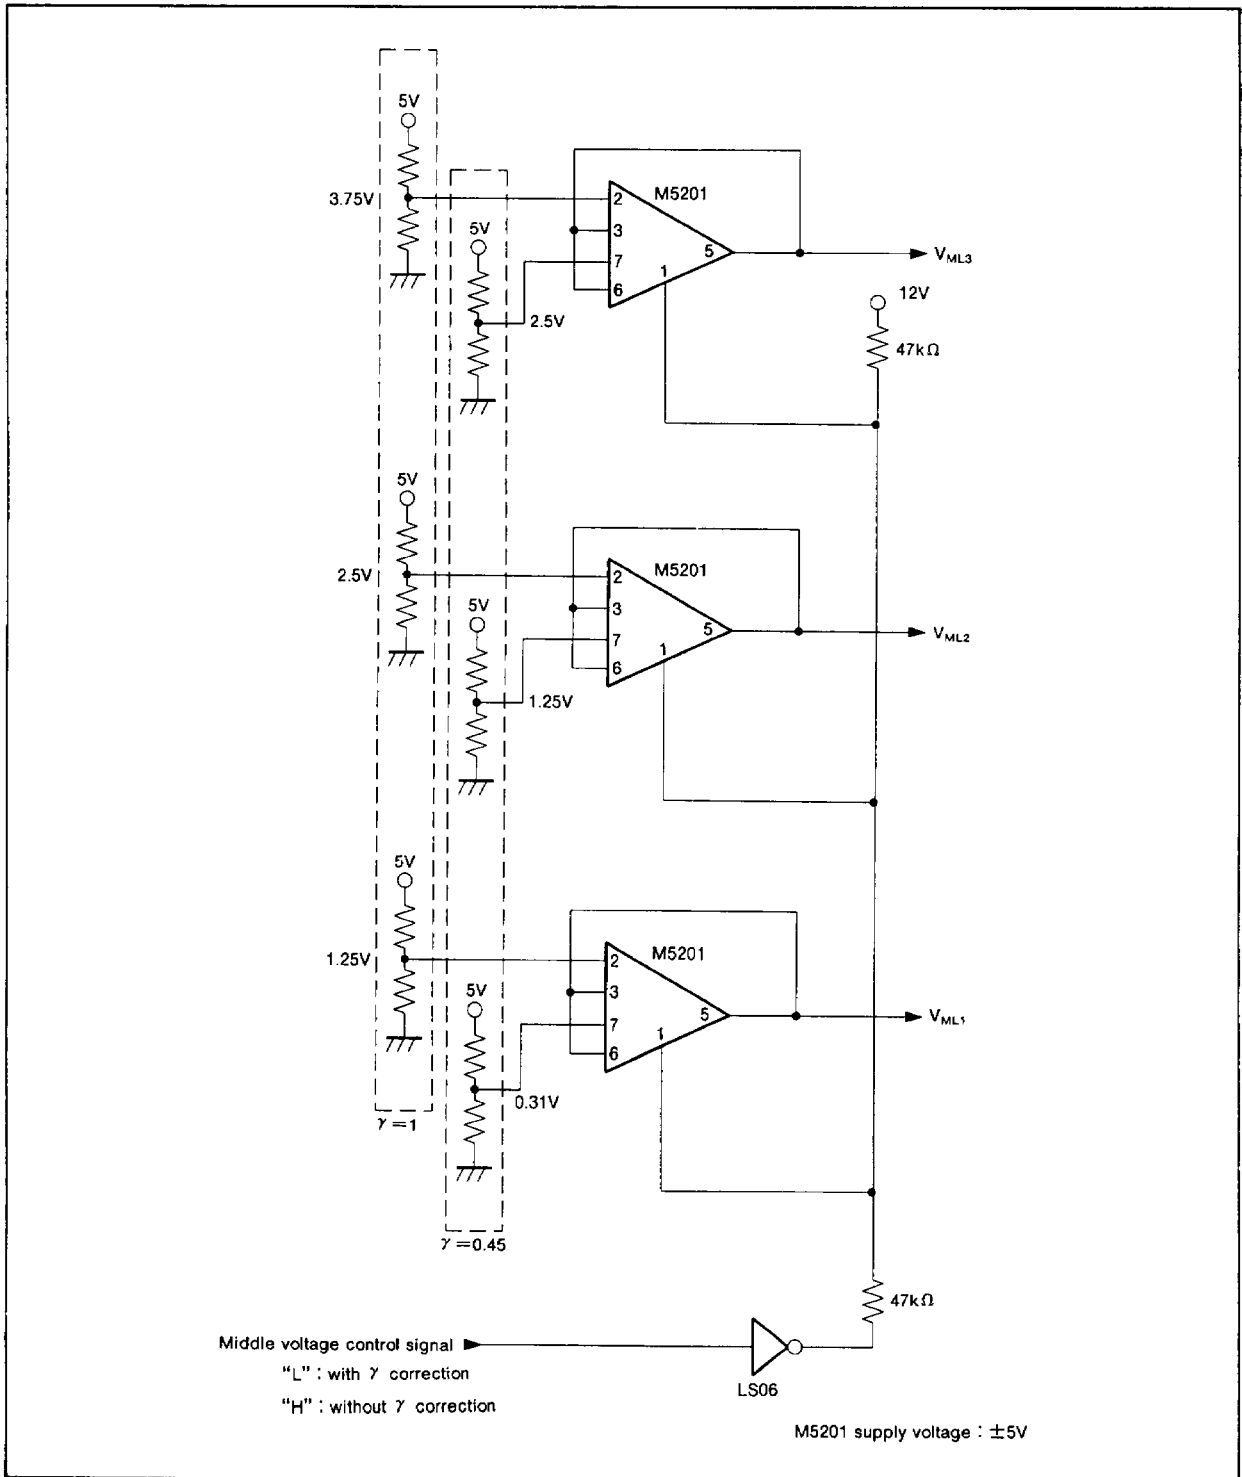 5V
3.75V
5V
2.5V
M5201
2
3
7
6
5
1
V_ML3
12V
47kΩ
5V
2.5V
5V
1.25V
M5201
2
3
7
6
5
1
V_ML2
5V
1.25V
5V
0.31V
M5201
2
3
7
6
5
1
V_ML1
γ=1
γ=0.45
47kΩ
Middle voltage control signal
"L" : with γ correction
"H" : without γ correction
LS06
M5201 supply voltage : ±5V